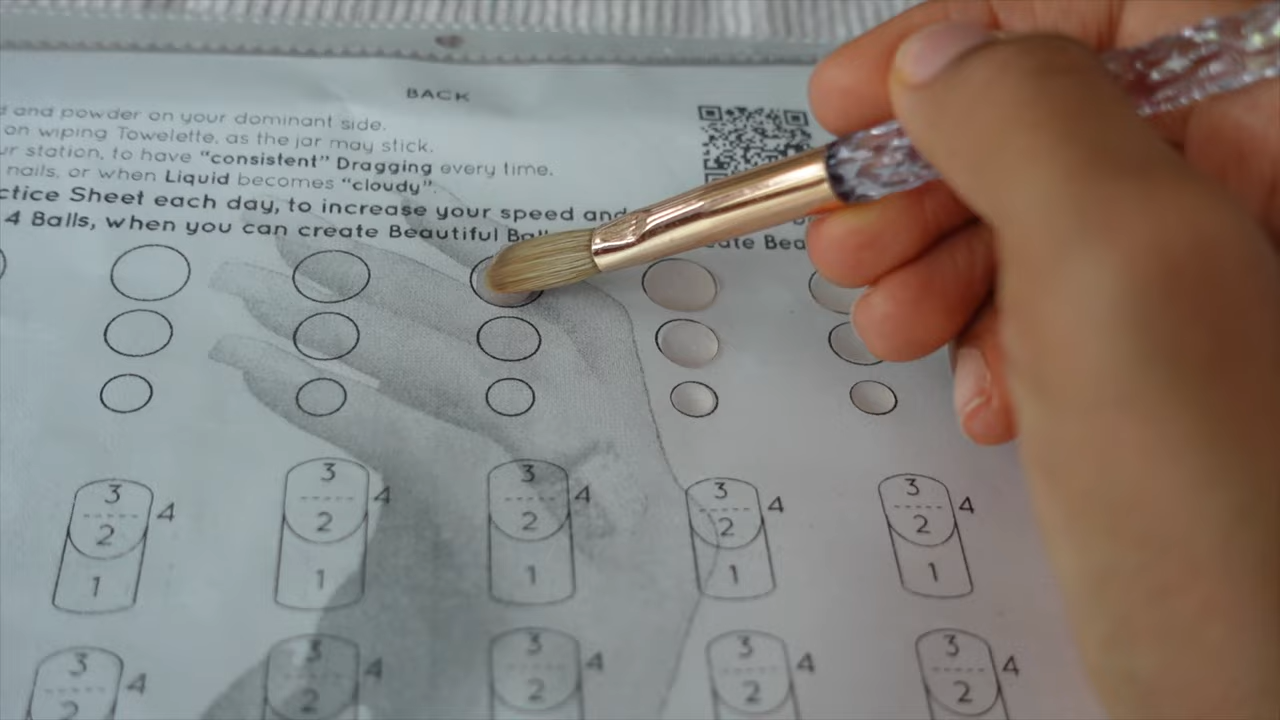 BACK
and powder on your dominant side.
on wiping Towelette, as the jar may stick.
station, to have “consistent” Dragging every time.
nails, or when Liquid becomes “cloudy”.
Sheet each day, to increase your speed and
4 Balls, when you can create Beautiful
3 3 3 3 3
4 4 4 4 4
2 2 2 2 2
1 1 1 1 1
3 3 3 3 3
4 4 4 4 4
2 2 2 2 2